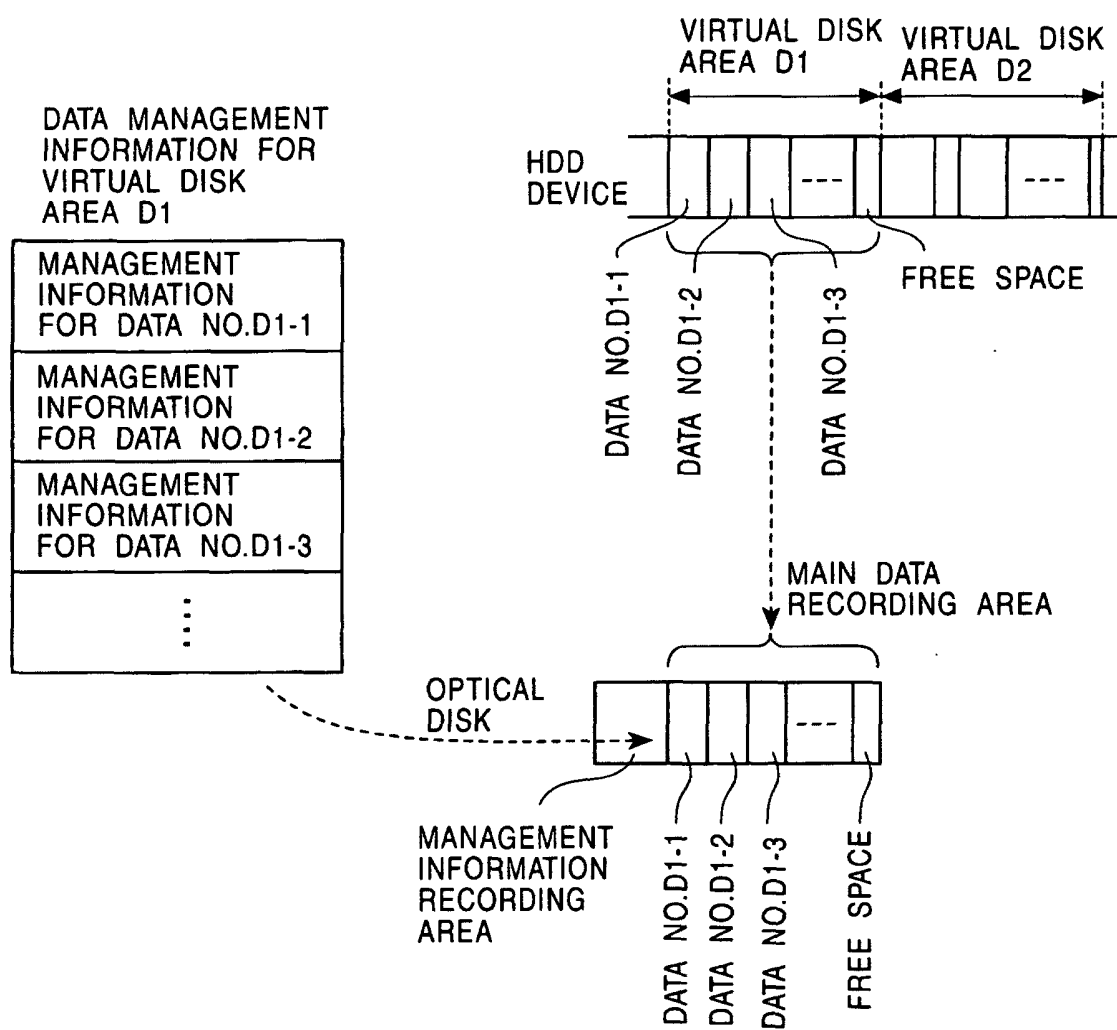 VIRTUAL DISK
AREA D1
VIRTUAL DISK
AREA D2
DATA MANAGEMENT
INFORMATION FOR
VIRTUAL DISK
AREA D1
HDD
DEVICE
MANAGEMENT
INFORMATION
FOR DATA NO.D1-1
MANAGEMENT
INFORMATION
FOR DATA NO.D1-2
MANAGEMENT
INFORMATION
FOR DATA NO.D1-3
DATA NO.D1-1
DATA NO.D1-2
DATA NO.D1-3
FREE SPACE
MAIN DATA
RECORDING AREA
OPTICAL
DISK
MANAGEMENT
INFORMATION
RECORDING
AREA
DATA NO.D1-1
DATA NO.D1-2
DATA NO.D1-3
FREE SPACE